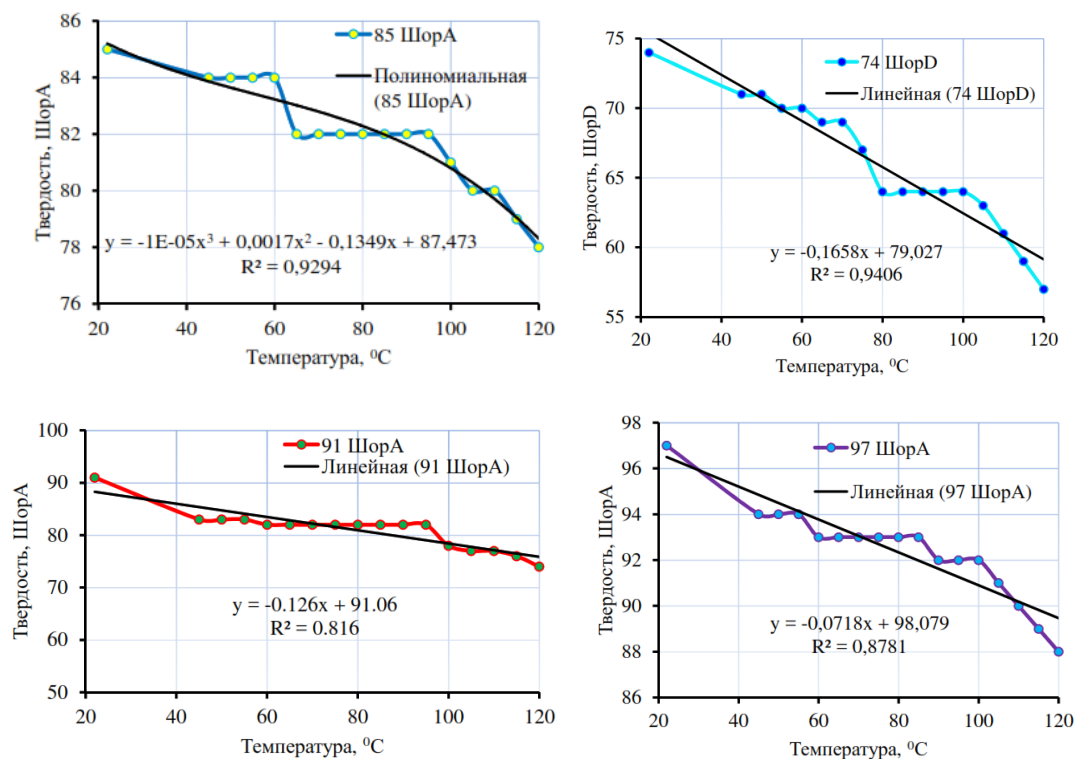 86
84
82
80
78
76
Твердость, ШорА
85 ШорА
Полиномиальная
(85 ШорА)
y = -1E-05x³ + 0,0017x² - 0,1349x + 87,473
R² = 0,9294
20 40 60 80 100 120
Температура, ⁰С
75
70
65
60
55
Твердость, ШорD
74 ШорD
Линейная (74 ШорD)
y = -0,1658x + 79,027
R² = 0,9406
20 40 60 80 100 120
Температура, ⁰С
100
90
80
70
60
50
Твердость, ШорА
91 ШорА
Линейная (91 ШорА)
y = -0.126x + 91.06
R² = 0.816
20 40 60 80 100 120
Температура, ⁰С
98
96
94
92
90
88
86
Твердость, ШорА
97 ШорА
Линейная (97 ШорА)
y = -0,0718x + 98,079
R² = 0,8781
20 40 60 80 100 120
Температура, ⁰С